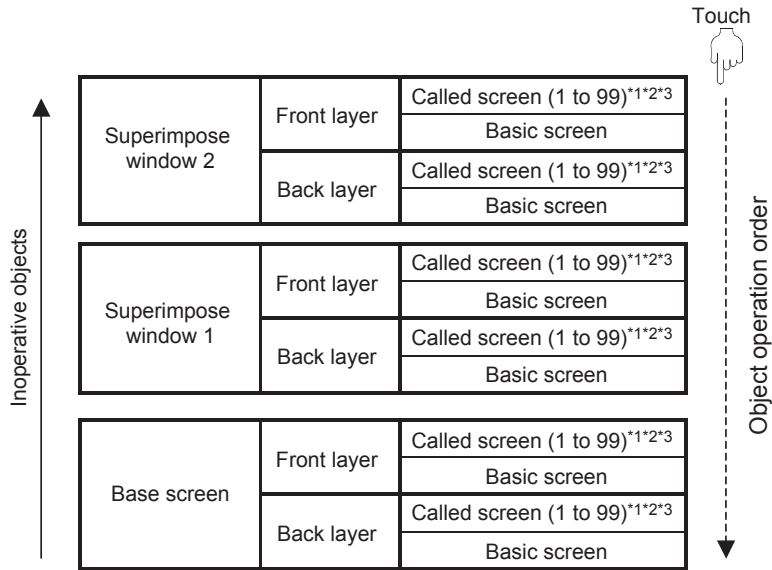 Touch
Superimpose
window 2
Front layer
Called screen (1 to 99)*1*2*3
Basic screen
Back layer
Called screen (1 to 99)*1*2*3
Basic screen
Superimpose
window 1
Front layer
Called screen (1 to 99)*1*2*3
Basic screen
Back layer
Called screen (1 to 99)*1*2*3
Basic screen
Base screen
Front layer
Called screen (1 to 99)*1*2*3
Basic screen
Back layer
Called screen (1 to 99)*1*2*3
Basic screen
Inoperative objects
Object operation order